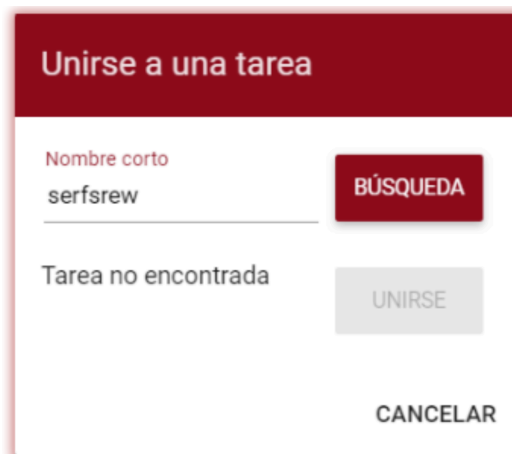 Unirse a una tarea
Nombre corto
serfsrew
BÚSQUEDA
Tarea no encontrada
UNIRSE
CANCELAR